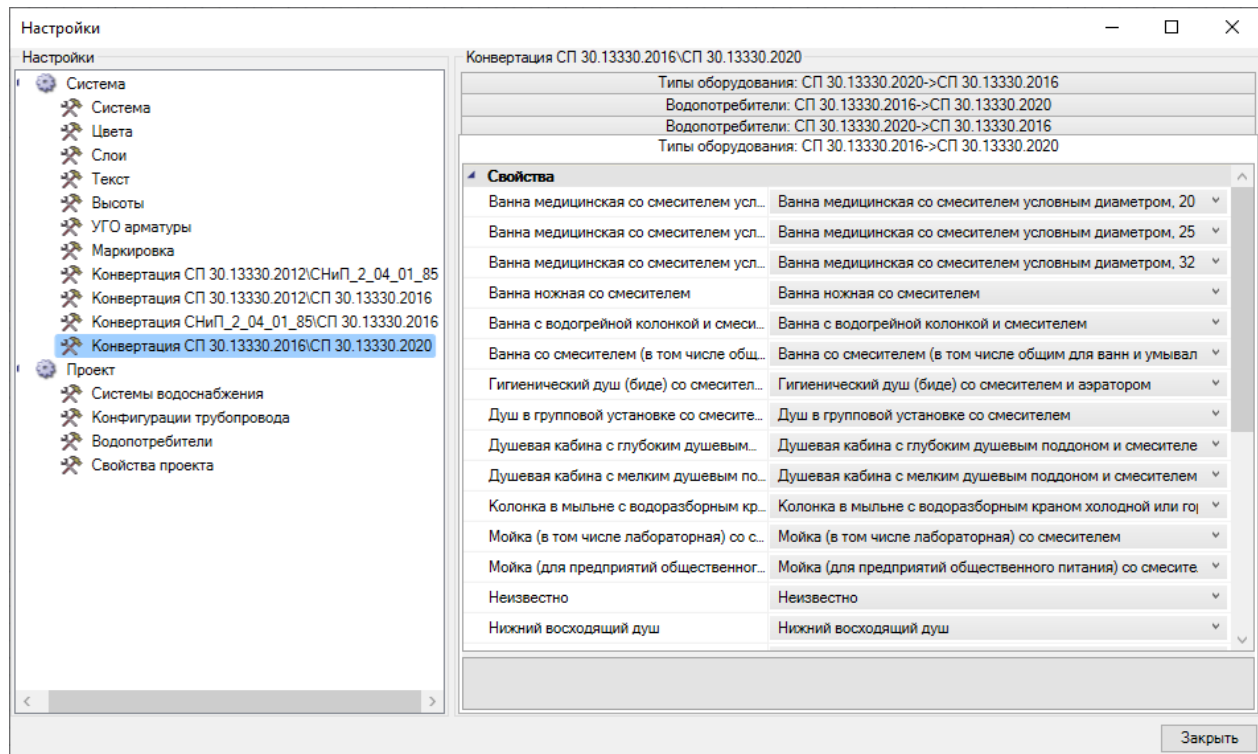 Настройки
Настройки
Система
Система
Цвета
Слои
Текст
Высоты
УГО арматуры
Маркировка
Конвертация СП 30.13330.2012\СНиП_2_04_01_85
Конвертация СП 30.13330.2012\СП 30.13330.2016
Конвертация СНиП_2_04_01_85\СП 30.13330.2016
Конвертация СП 30.13330.2016\СП 30.13330.2020
Проект
Системы водоснабжения
Конфигурации трубопровода
Водопотребители
Свойства проекта
Конвертация СП 30.13330.2016\СП 30.13330.2020
Типы оборудования: СП 30.13330.2020->СП 30.13330.2016
Водопотребители: СП 30.13330.2016->СП 30.13330.2020
Водопотребители: СП 30.13330.2020->СП 30.13330.2016
Типы оборудования: СП 30.13330.2016->СП 30.13330.2020
Свойства
Ванна медицинская со смесителем усл... Ванна медицинская со смесителем условным диаметром, 20
Ванна медицинская со смесителем усл... Ванна медицинская со смесителем условным диаметром, 25
Ванна медицинская со смесителем усл... Ванна медицинская со смесителем условным диаметром, 32
Ванна ножная со смесителем Ванна ножная со смесителем
Ванна с водогрейной колонкой и смеси... Ванна с водогрейной колонкой и смесителем
Ванна со смесителем (в том числе общ... Ванна со смесителем (в том числе общим для ванн и умывал
Гигиенический душ (биде) со смесител... Гигиенический душ (биде) со смесителем и аэратором
Душ в групповой установке со смесите... Душ в групповой установке со смесителем
Душевая кабина с глубоким душевым... Душевая кабина с глубоким душевым поддоном и смесителе
Душевая кабина с мелким душевым по... Душевая кабина с мелким душевым поддоном и смесителем
Колонка в мыльне с водоразборным кр... Колонка в мыльне с водоразборным краном холодной или гор
Мойка (в том числе лабораторная) со с... Мойка (в том числе лабораторная) со смесителем
Мойка (для предприятий общественног... Мойка (для предприятий общественного питания) со смесите.
Неизвестно Неизвестно
Нижний восходящий душ Нижний восходящий душ
Закрыть